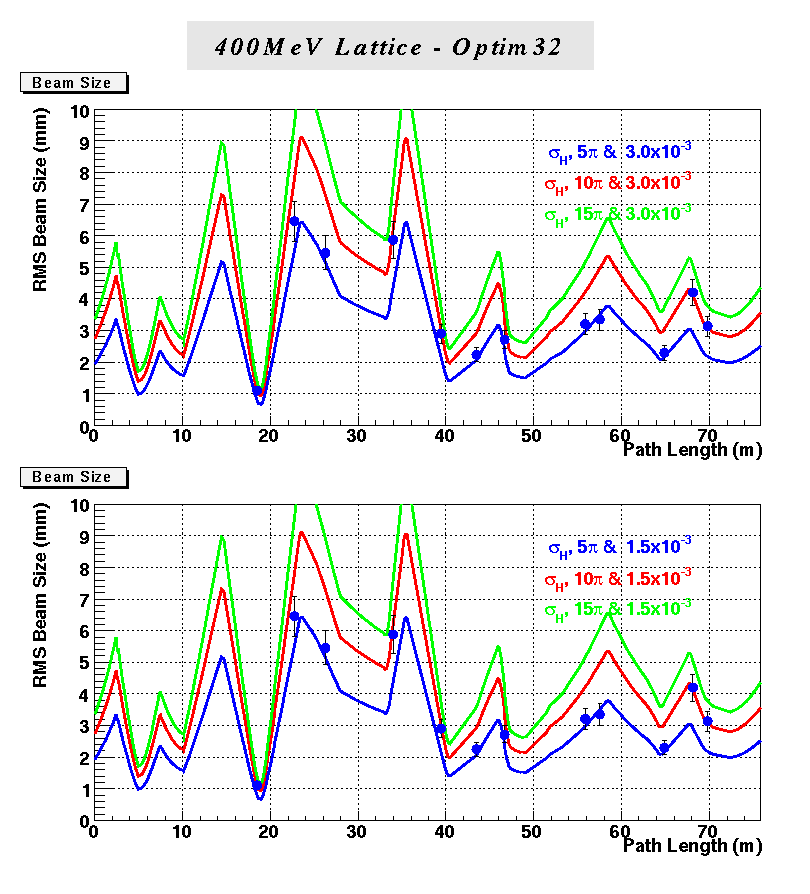 400MeV Lattice - Optim32
Beam Size
RMS Beam Size (mm)
10
9
8
7
6
5
4
3
2
1
0
σH, 5π & 3.0x10-3
σH, 10π & 3.0x10-3
σH, 15π & 3.0x10-3
0 10 20 30 40 50 60 70
Path Length (m)
Beam Size
RMS Beam Size (mm)
10
9
8
7
6
5
4
3
2
1
0
σH, 5π & 1.5x10-3
σH, 10π & 1.5x10-3
σH, 15π & 1.5x10-3
0 10 20 30 40 50 60 70
Path Length (m)